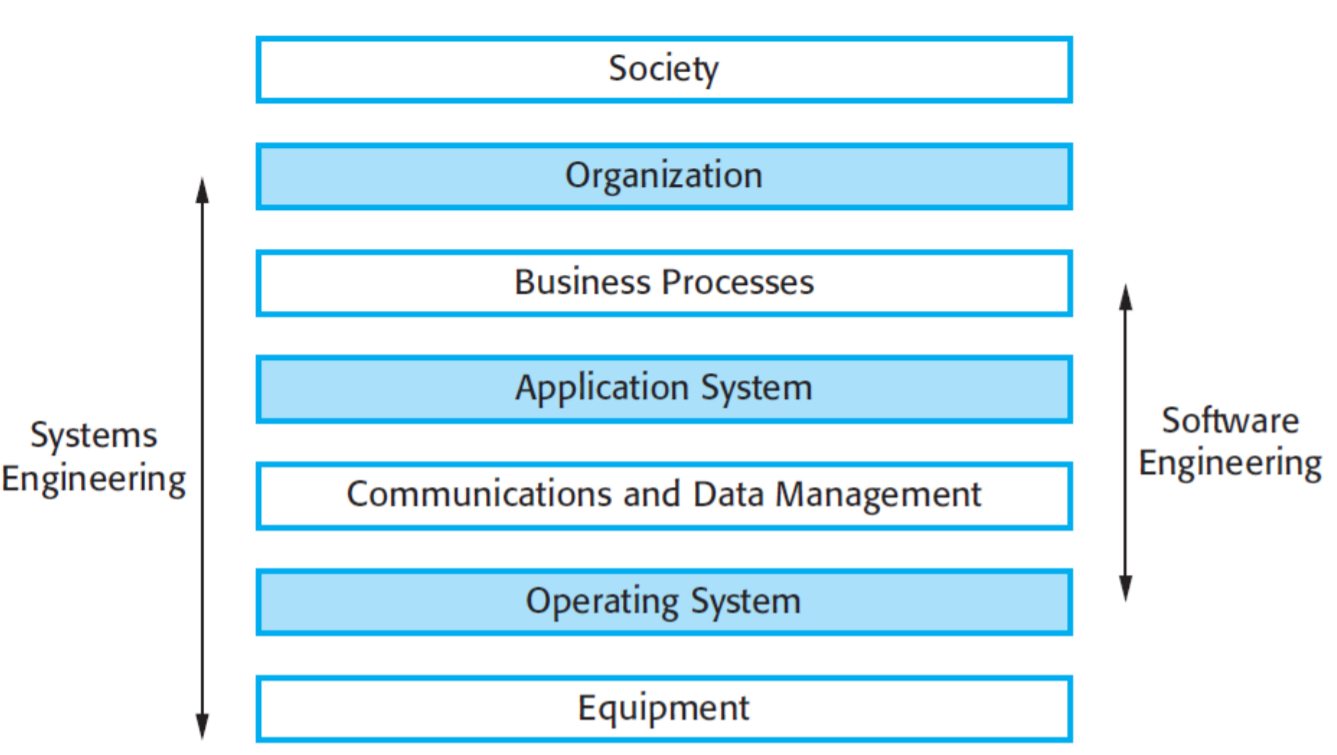 Society
Organization
Business Processes
Application System
Systems
Engineering
Software
Engineering
Communications and Data Management
Operating System
Equipment